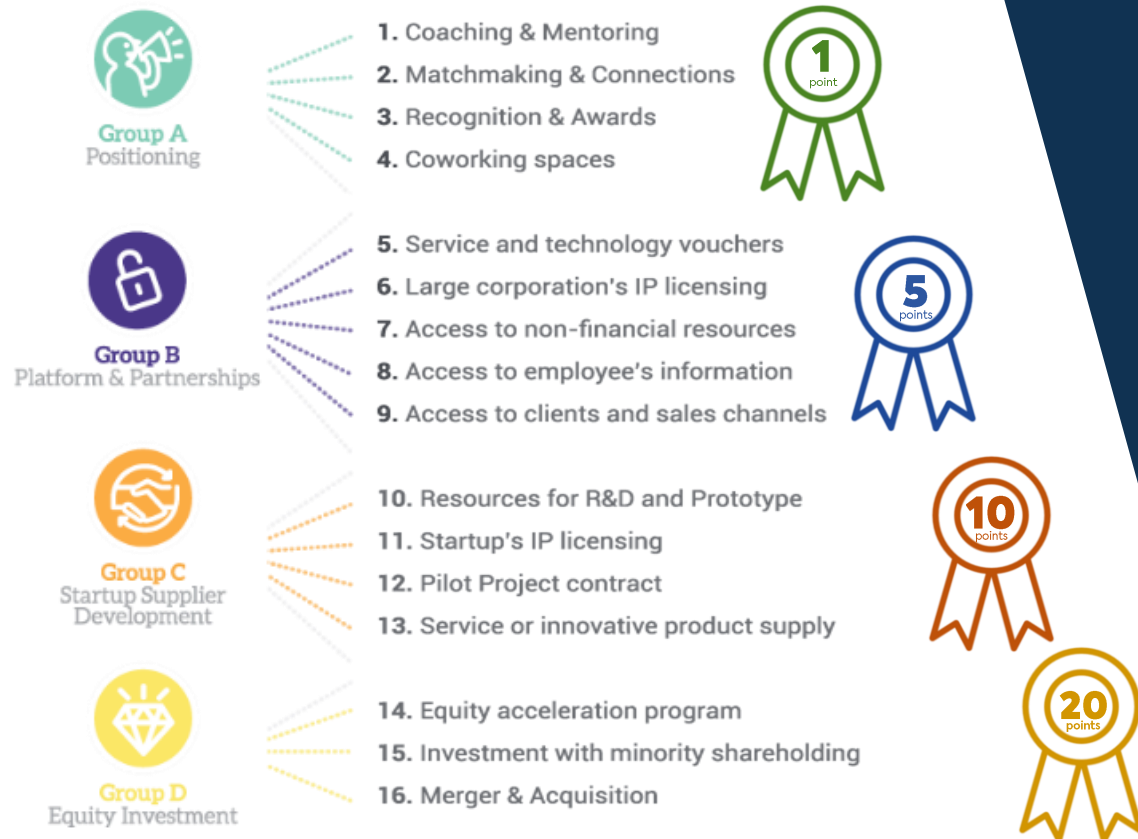 Group A
Positioning
1. Coaching & Mentoring
2. Matchmaking & Connections
3. Recognition & Awards
4. Coworking spaces
1
point
Group B
Platform & Partnerships
5. Service and technology vouchers
6. Large corporation's IP licensing
7. Access to non-financial resources
8. Access to employee's information
9. Access to clients and sales channels
5
points
Group C
Startup Supplier
Development
10. Resources for R&D and Prototype
11. Startup's IP licensing
12. Pilot Project contract
13. Service or innovative product supply
10
points
Group D
Equity Investment
14. Equity acceleration program
15. Investment with minority shareholding
16. Merger & Acquisition
20
points